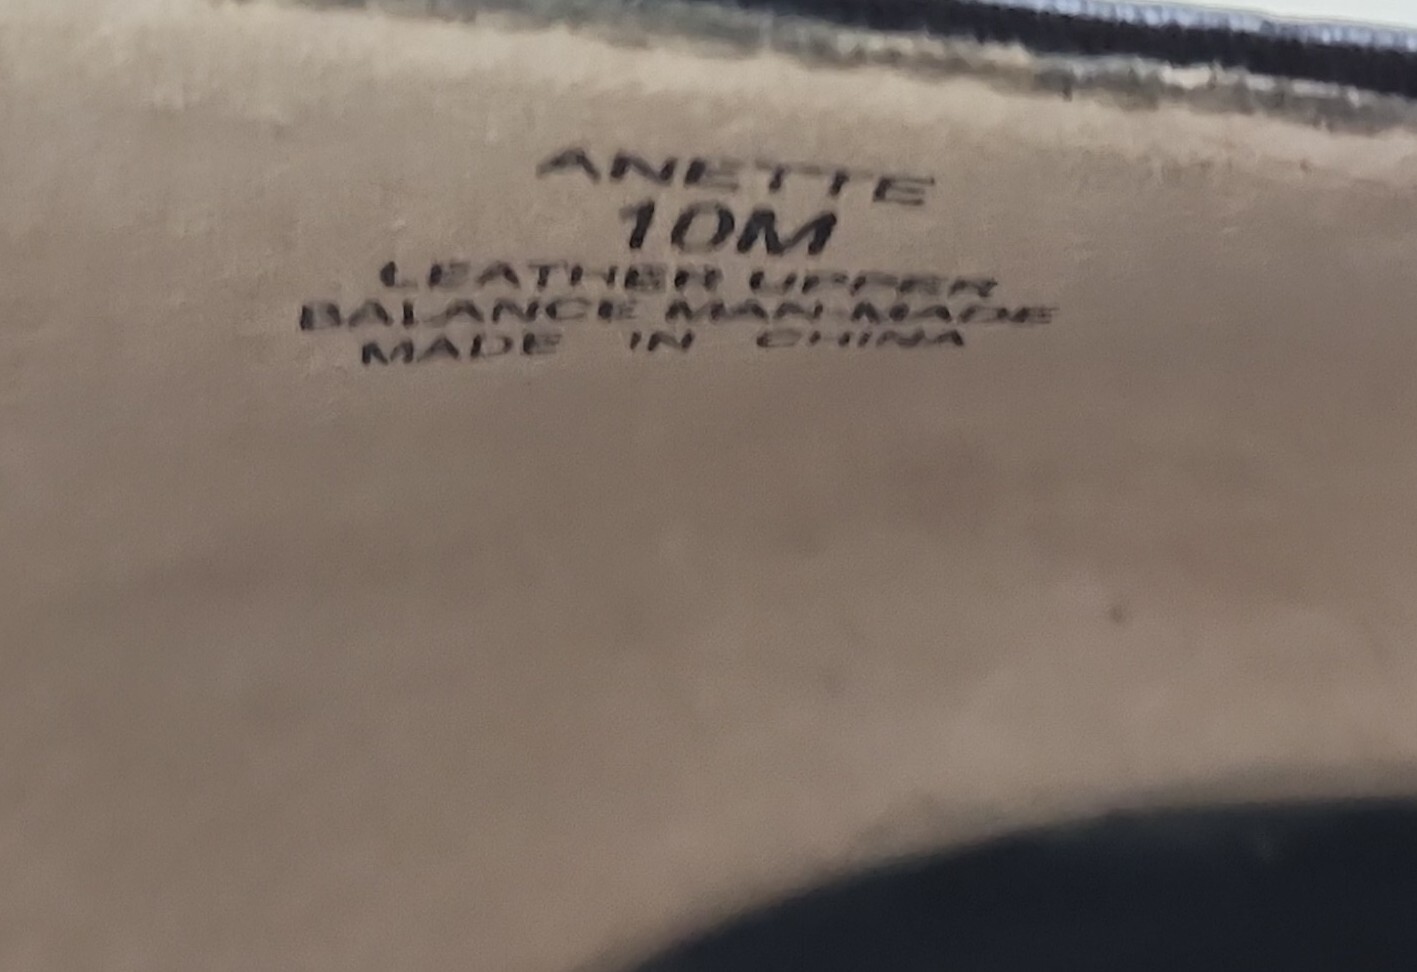 ANETTE
10M
LEATHER UPPER
BALANCE MAN-MADE
MADE IN CHINA